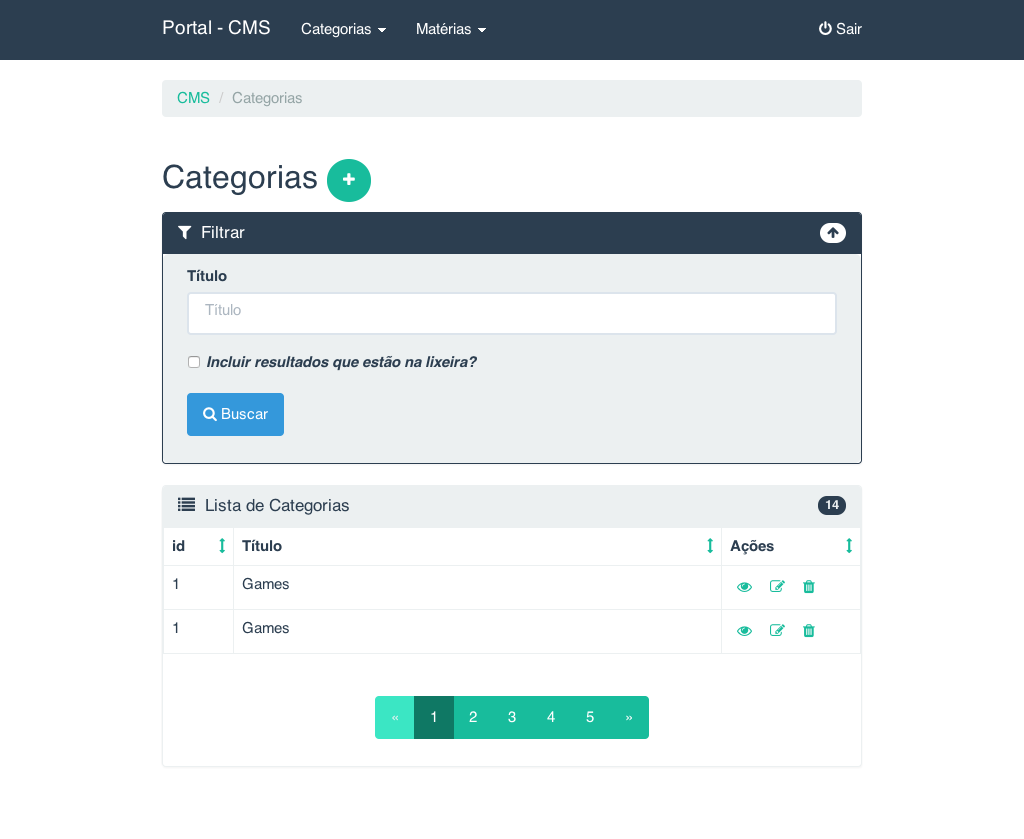 Portal - CMS Categorias Matérias Sair
CMS / Categorias
Categorias
Filtrar
Título
Título
Incluir resultados que estão na lixeira?
Buscar
Lista de Categorias 14
id Título Ações
1 Games
1 Games
« 1 2 3 4 5 »